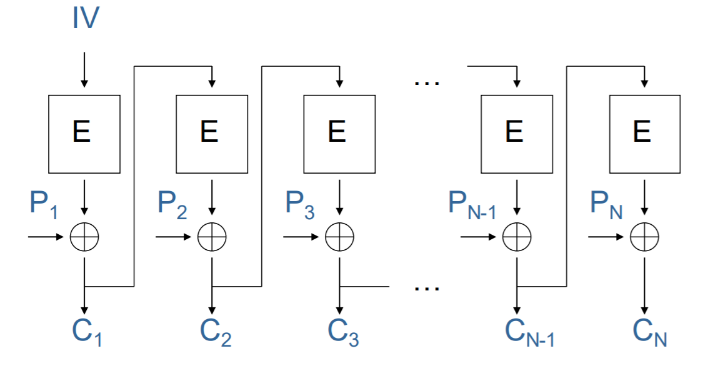 IV
...
E E E E E
P₁ P₂ P₃ Pₙ₋₁ Pₙ
...
C₁ C₂ C₃ Cₙ₋₁ Cₙ